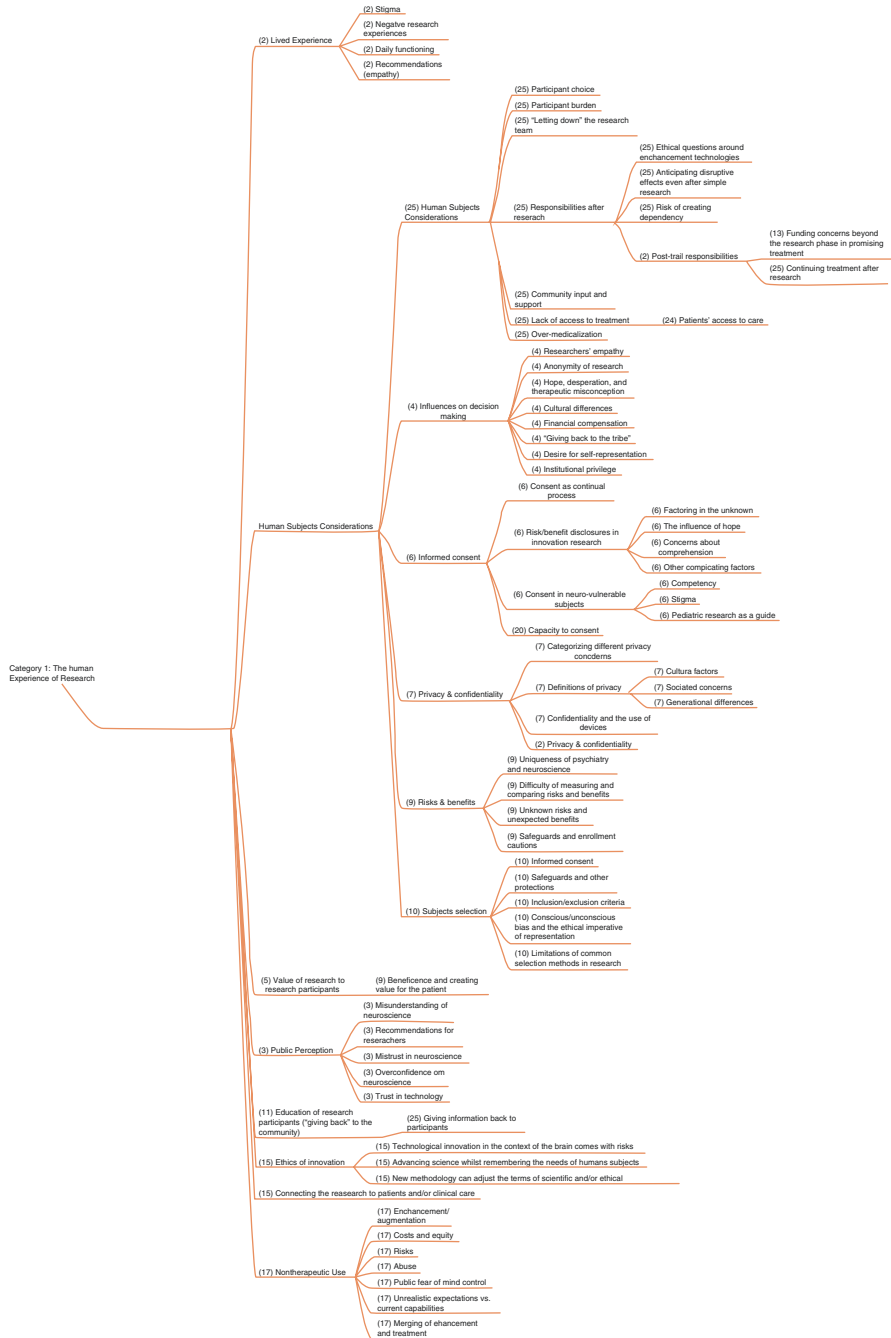 (2) Stigma
(2) Negatve research
experiences
(2) Lived Experience
(2) Daily functioning
(2) Recommendations
(empathy)
(25) Participant choice
(25) Participant burden
(25) “Letting down” the research
team
(25) Ethical questions around
enchancement technologies
(25) Anticipating disruptive
effects even after simple
research
(25) Human Subjects
Considerations
(25) Responsibilities after
reserach
(25) Risk of creating
dependency
(13) Funding concerns beyond
the research phase in promising
treatment
(2) Post-trail responsibilities
(25) Continuing treatment after
research
(25) Community input and
support
(25) Lack of access to treatment
(24) Patients’ access to care
(25) Over-medicalization
(4) Researchers’ empathy
(4) Anonymity of research
(4) Hope, desperation, and
therapeutic misconception
(4) Influences on decision
making
(4) Cultural differences
(4) Financial compensation
(4) “Giving back to the tribe”
(4) Desire for self-representation
(4) Institutional privilege
(6) Consent as continual
process
Human Subjects Considerations
(6) Factoring in the unknown
(6) Risk/benefit disclosures in
innovation research
(6) The influence of hope
(6) Concerns about
comprehension
(6) Informed consent
(6) Other compicating factors
(6) Competency
(6) Consent in neuro-vulnerable
subjects
(6) Stigma
(6) Pediatric research as a guide
(20) Capacity to consent
(7) Categorizing different privacy
concderns
Category 1: The human
Experience of Research
(7) Cultura factors
(7) Privacy & confidentiality
(7) Definitions of privacy
(7) Sociated concerns
(7) Generational differences
(7) Confidentiality and the use of
devices
(2) Privacy & confidentiality
(9) Uniqueness of psychiatry
and neuroscience
(9) Difficulty of measuring and
comparing risks and benefits
(9) Risks & benefits
(9) Unknown risks and
unexpected benefits
(9) Safeguards and enrollment
cautions
(10) Informed consent
(10) Safeguards and other
protections
(10) Inclusion/exclusion criteria
(10) Subjects selection
(10) Conscious/unconscious
bias and the ethical imperative
of representation
(10) Limitations of common
selection methods in research
(5) Value of research to
research participants
(9) Beneficence and creating
value for the patient
(3) Misunderstanding of
neuroscience
(3) Recommendations for
reserachers
(3) Public Perception
(3) Mistrust in neuroscience
(3) Overconfidence om
neuroscience
(3) Trust in technology
(11) Education of research
participants (“giving back” to the
community)
(25) Giving information back to
participants
(15) Technological innovation in the context of the brain comes with risks
(15) Ethics of innovation
(15) Advancing science whilst remembering the needs of humans subjects
(15) New methodology can adjust the terms of scientific and/or ethical
(15) Connecting the reasearch to patients and/or clinical care
(17) Enchancement/
augmentation
(17) Costs and equity
(17) Risks
(17) Nontherapeutic Use
(17) Abuse
(17) Public fear of mind control
(17) Unrealistic expectations vs.
current capabilities
(17) Merging of ehancement
and treatment